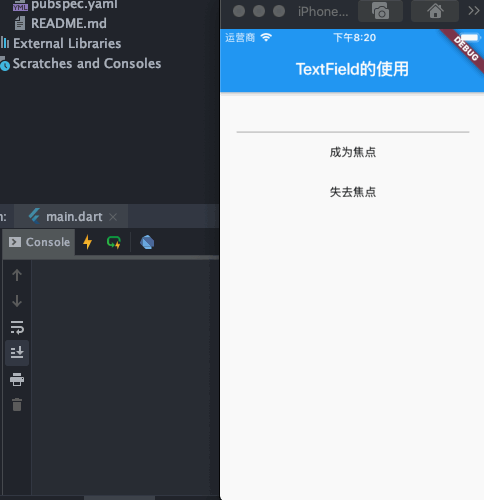 pubspec.yaml
README.md
External Libraries
Scratches and Consoles
n:
main.dart
Console
iPhone...
运营商
下午8:20
DEBUG
TextField的使用
成为焦点
失去焦点